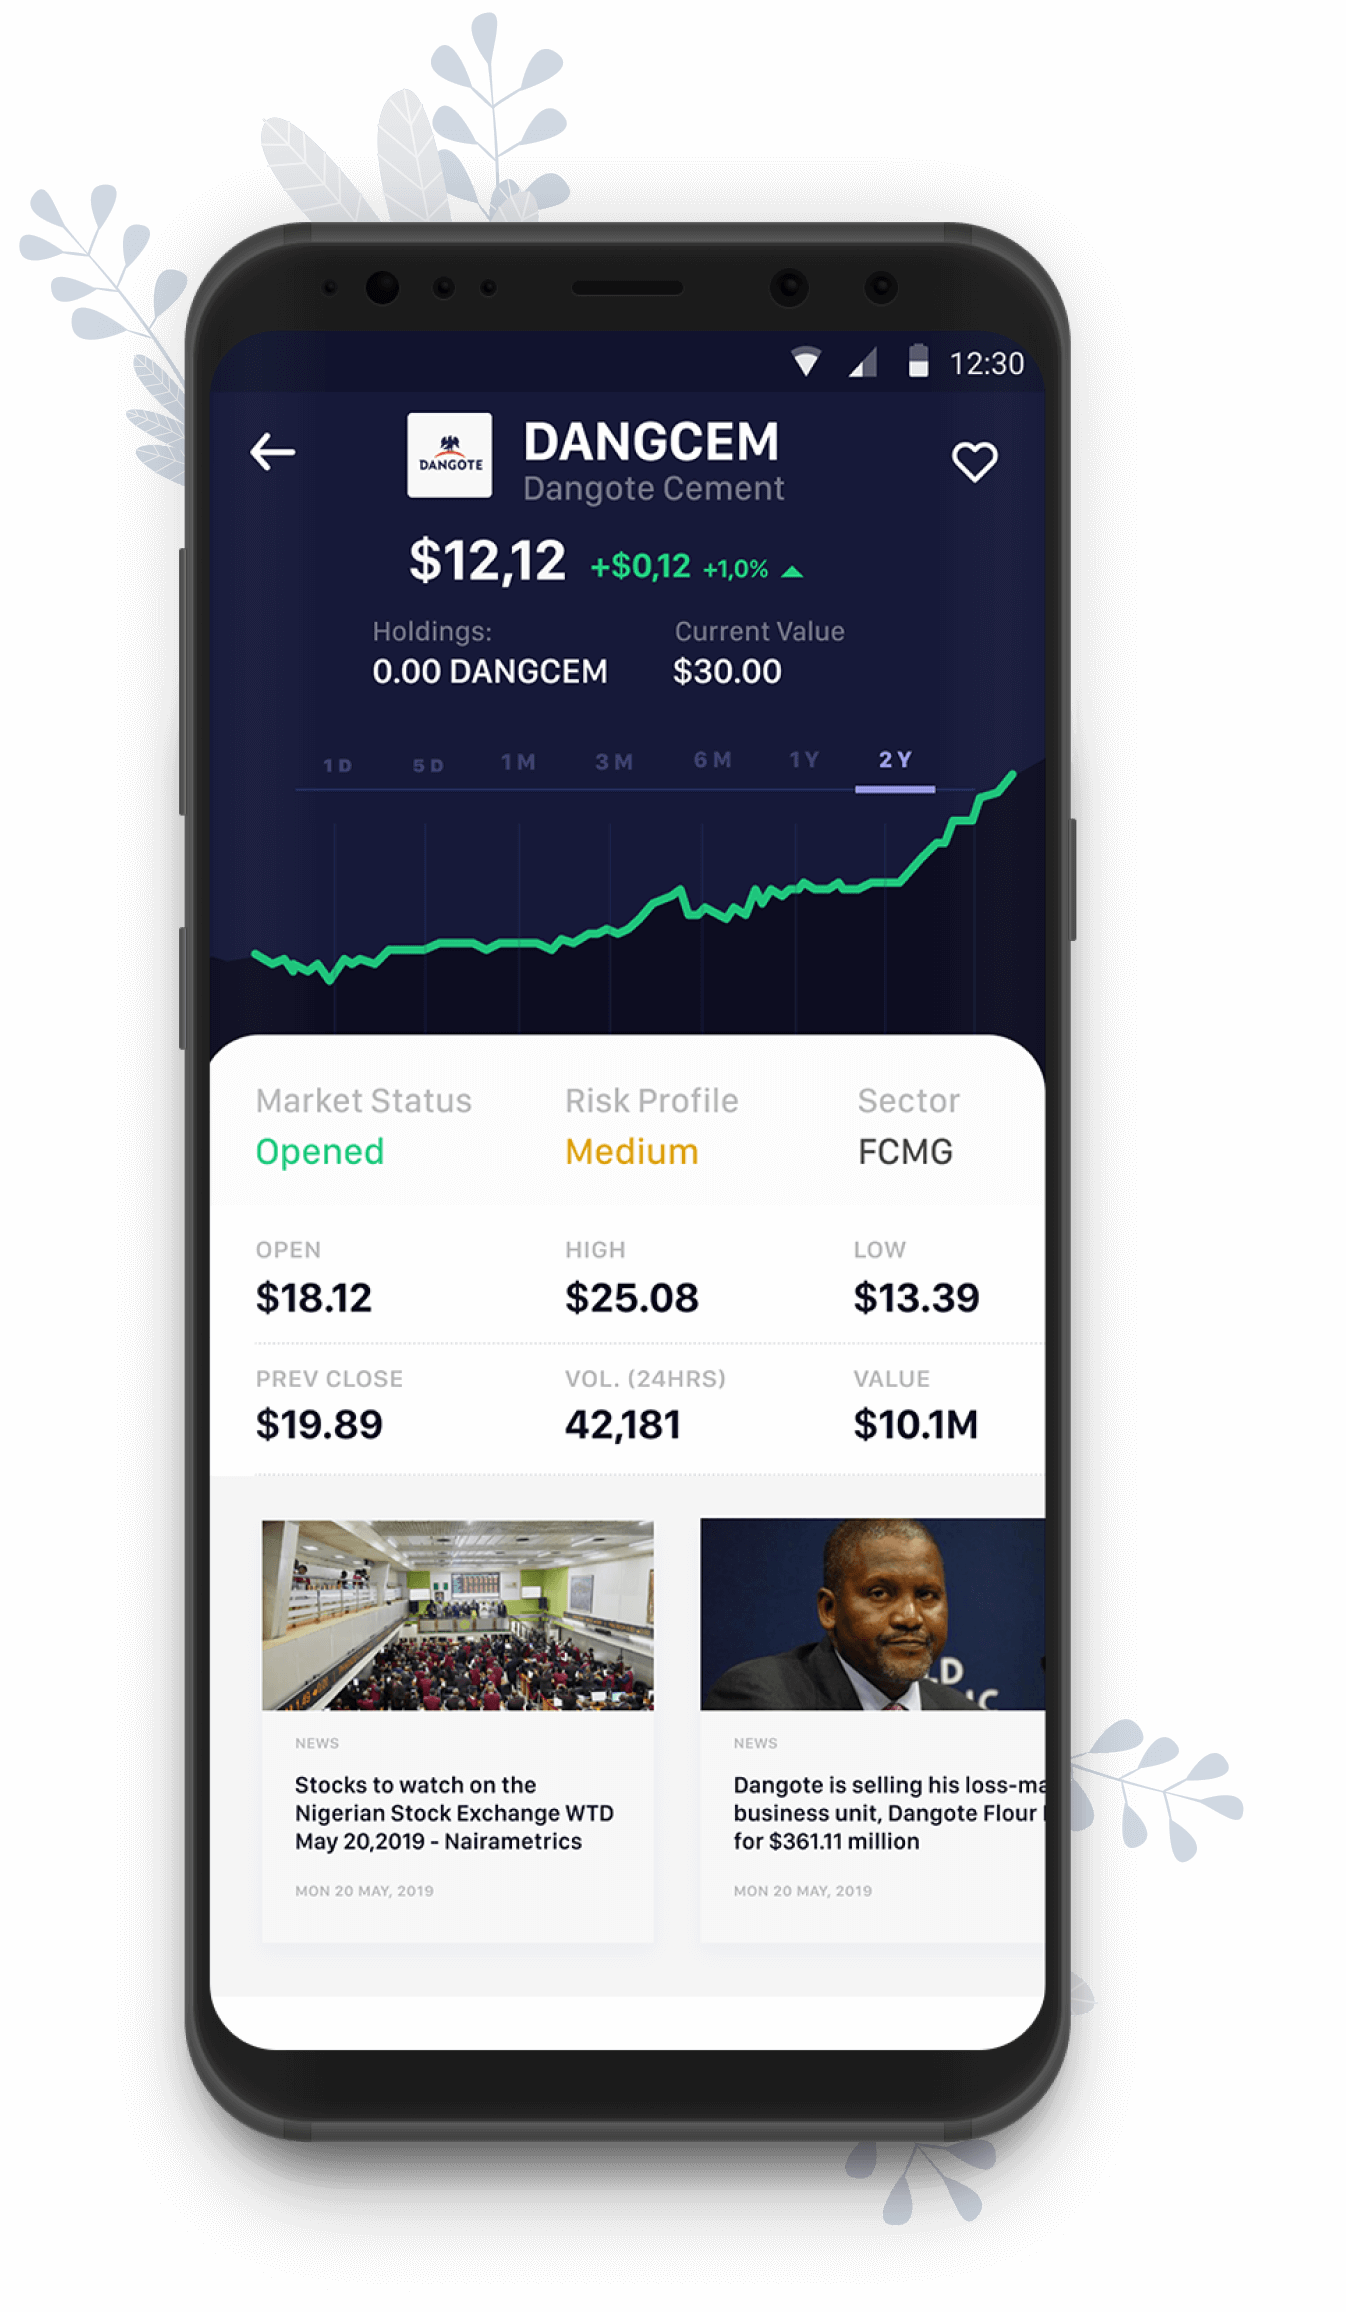 12:30
DANGOTE
DANGCEM
Dangote Cement
$12,12 +$0,12 +1,0%
Holdings: Current Value
0.00 DANGCEM $30.00
1D 5D 1M 3M 6M 1Y 2Y
Market Status Risk Profile Sector
Opened Medium FCMG
OPEN HIGH LOW
$18.12 $25.08 $13.39
PREV CLOSE VOL. (24HRS) VALUE
$19.89 42,181 $10.1M
LD
IC
NEWS
Stocks to watch on the
Nigerian Stock Exchange WTD
May 20,2019 - Nairametrics
MON 20 MAY, 2019
NEWS
Dangote is selling his loss-ma
business unit, Dangote Flour
for $361.11 million
MON 20 MAY, 2019